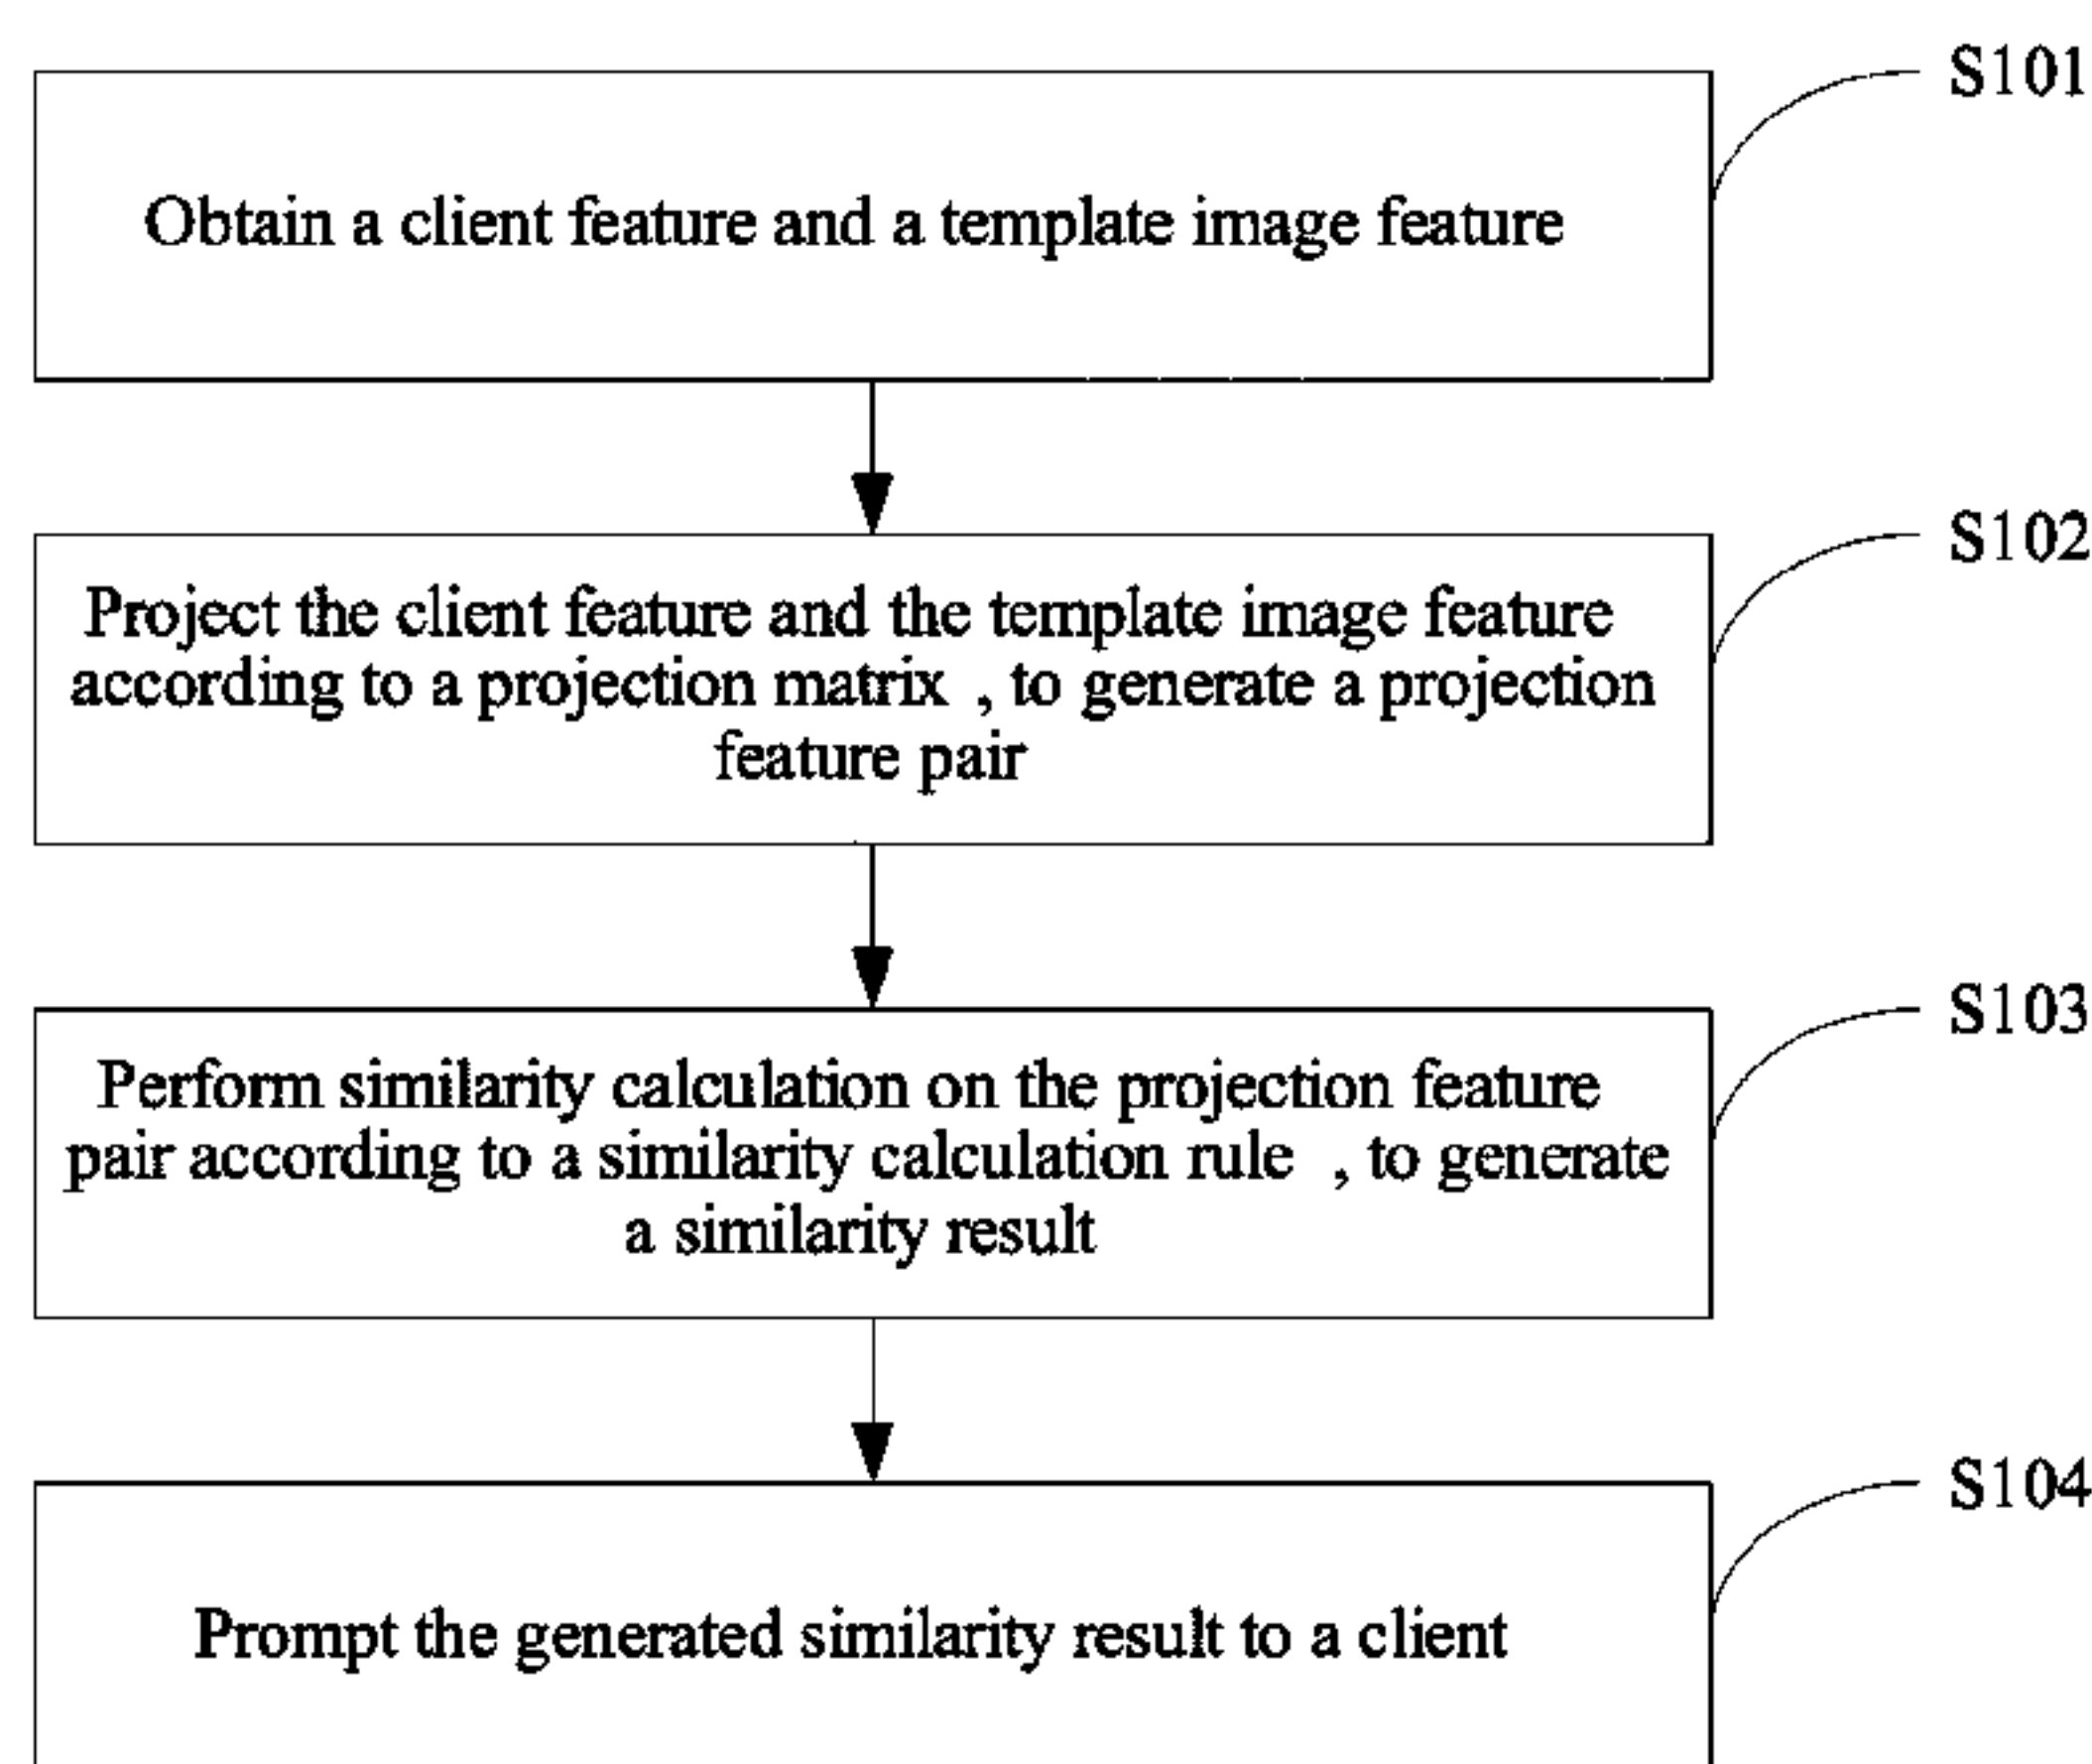 S101
Obtain a client feature and a template image feature
S102
Project the client feature and the template image feature
according to a projection matrix , to generate a projection
feature pair
S103
Perform similarity calculation on the projection feature
pair according to a similarity calculation rule , to generate
a similarity result
S104
Prompt the generated similarity result to a client